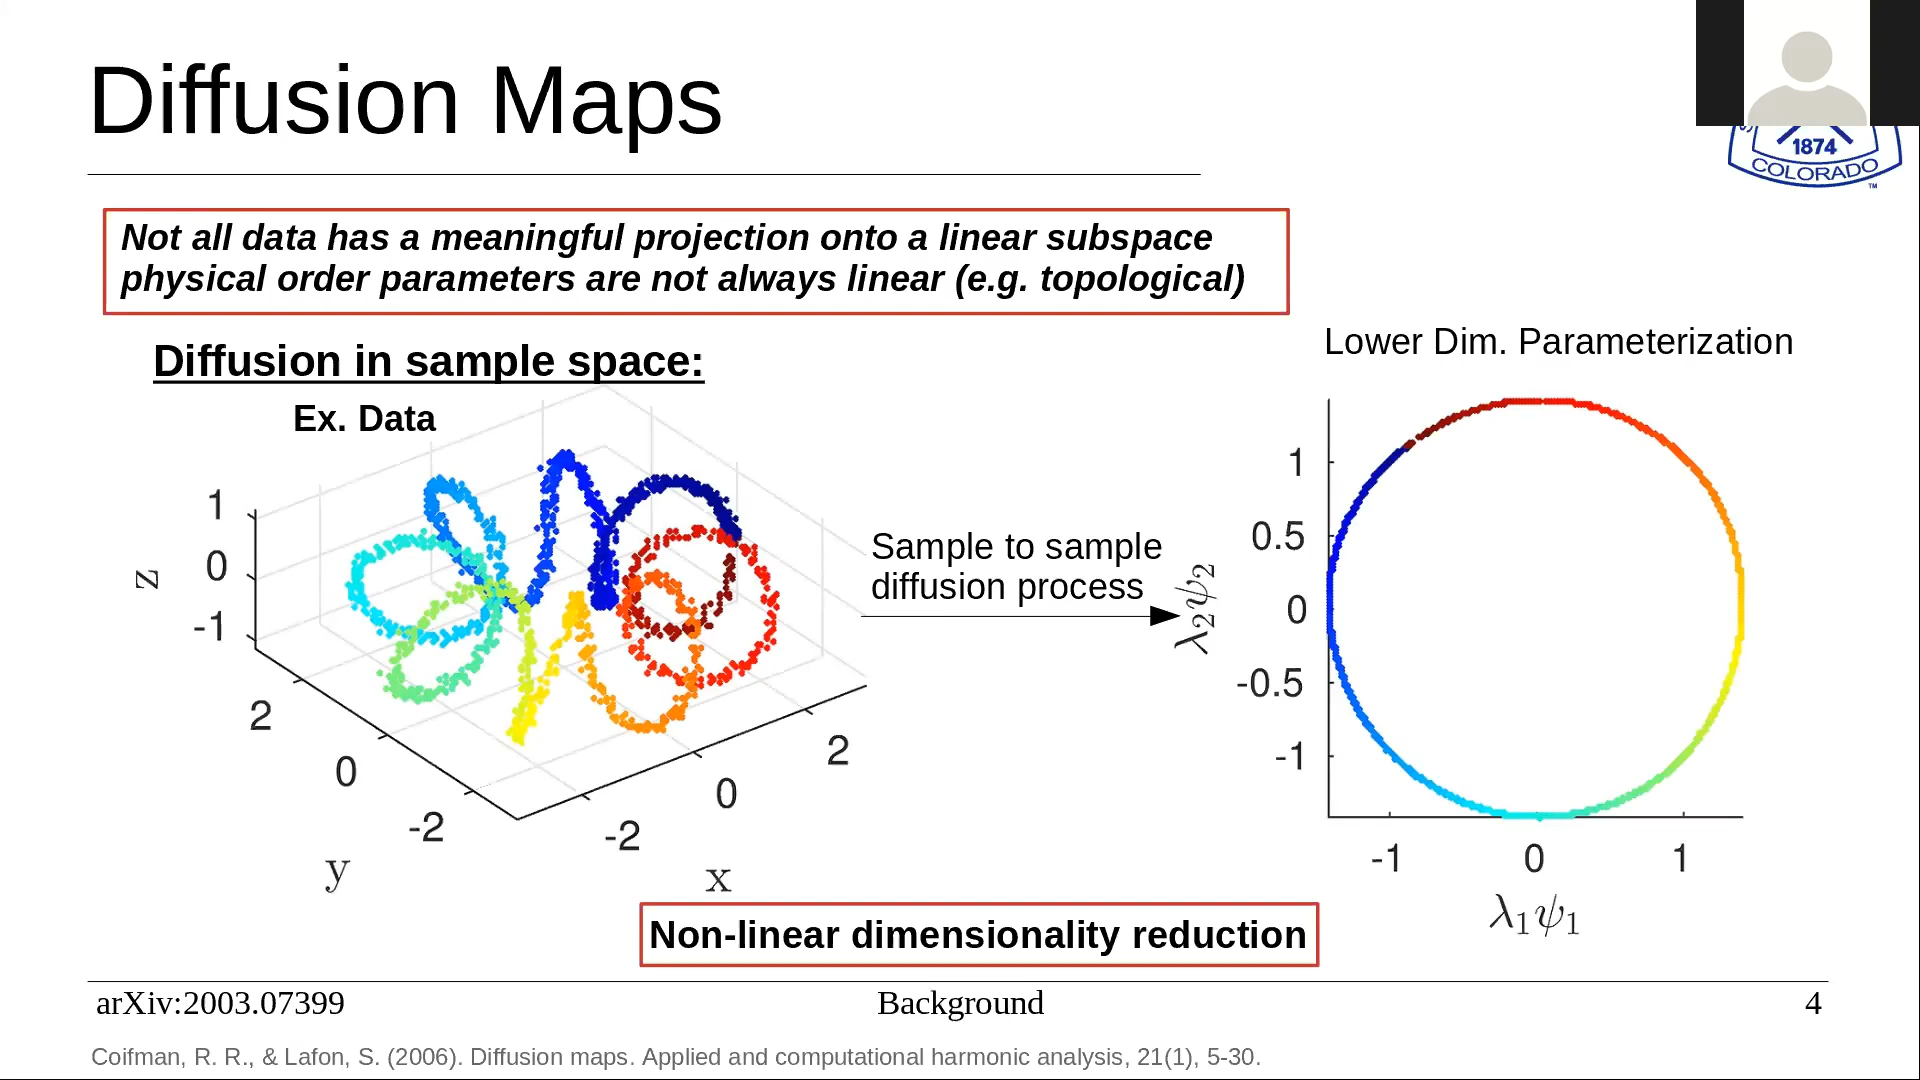 Diffusion Maps
1874
COLORADO
TM
Not all data has a meaningful projection onto a linear subspace
physical order parameters are not always linear (e.g. topological)
Diffusion in sample space:
Ex. Data
1
0
-1
z
2
0
-2
y
-2
0
2
x
Sample to sample
diffusion process
Lower Dim. Parameterization
1
0.5
0
-0.5
-1
λ₂ψ₂
-1
0
1
λ₁ψ₁
Non-linear dimensionality reduction
arXiv:2003.07399
Background
4
Coifman, R. R., & Lafon, S. (2006). Diffusion maps. Applied and computational harmonic analysis, 21(1), 5-30.